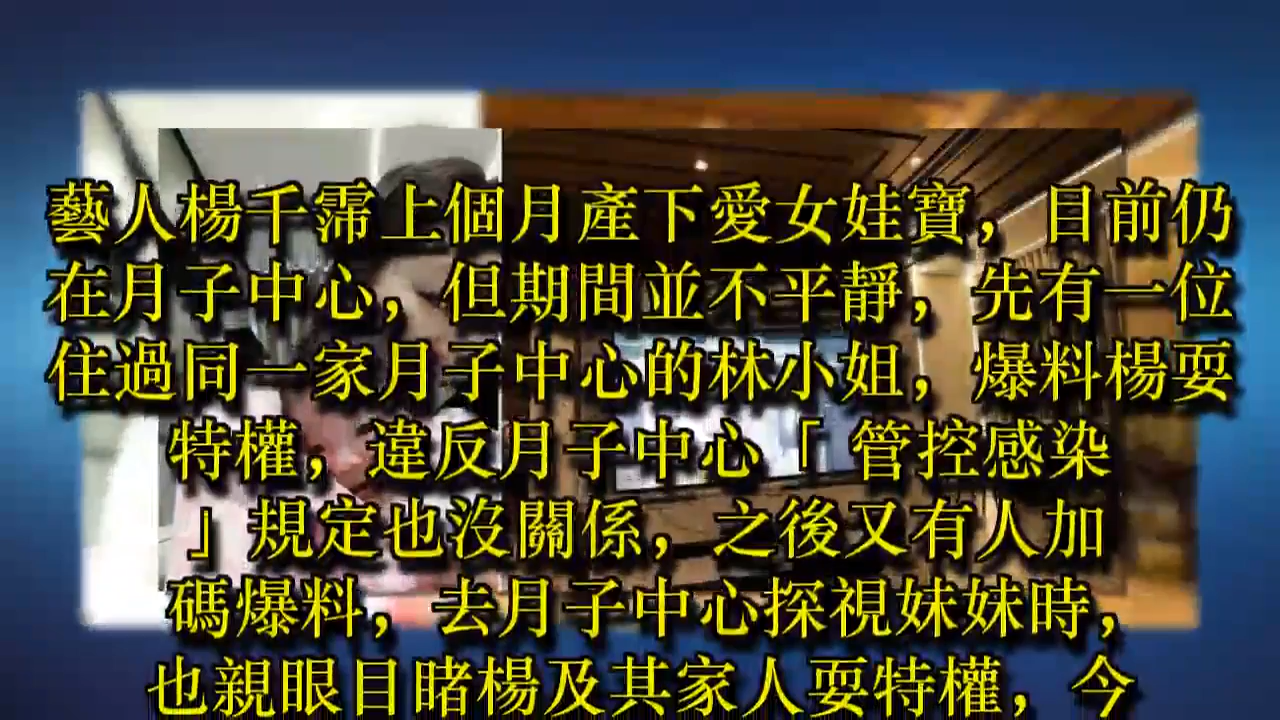 藝人楊千霈上個月產下愛女娃寶，目前仍
在月子中心，但期間並不平靜，先有一位
住過同一家月子中心的林小姐，爆料楊耍
特權，違反月子中心「 管控感染
」規定也沒關係，之後又有人加
碼爆料，去月子中心探視妹妹時，
也親眼目睹楊及其家人耍特權，今